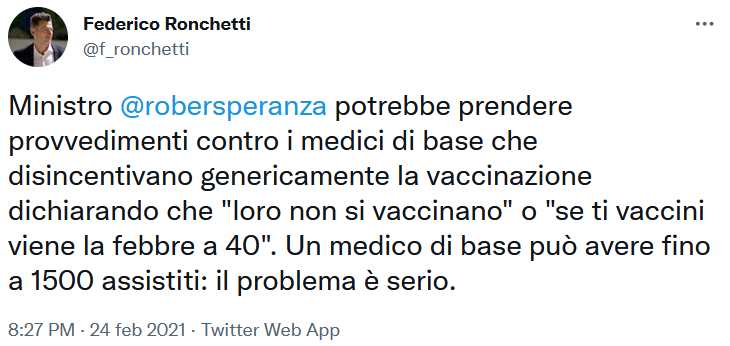 Federico Ronchetti
@f_ronchetti
Ministro @robersperanza potrebbe prendere
provvedimenti contro i medici di base che
disincentivano genericamente la vaccinazione
dichiarando che "loro non si vaccinano" o "se ti vaccini
viene la febbre a 40". Un medico di base può avere fino
a 1500 assistiti: il problema è serio.
8:27 PM · 24 feb 2021 · Twitter Web App